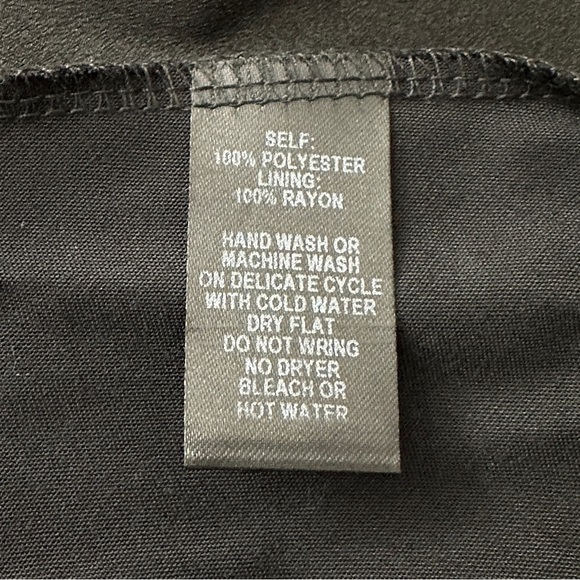 SELF:
100% POLYESTER
LINING:
100% RAYON
HAND WASH OR
MACHINE WASH
ON DELICATE CYCLE
WITH COLD WATER
DRY FLAT
DO NOT WRING
NO DRYER
BLEACH OR
HOT WATER